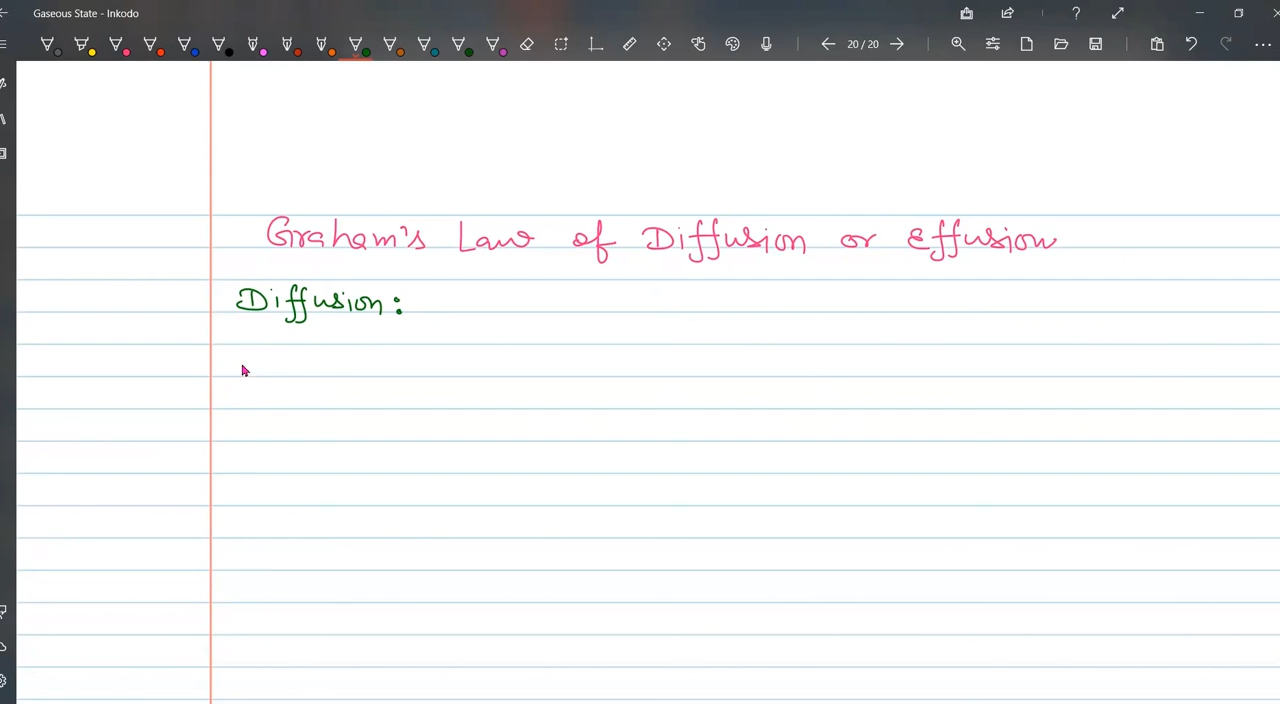 Gaseous State - Inkodo
20 / 20
Graham's Law of Diffusion or Effusion
Diffusion: